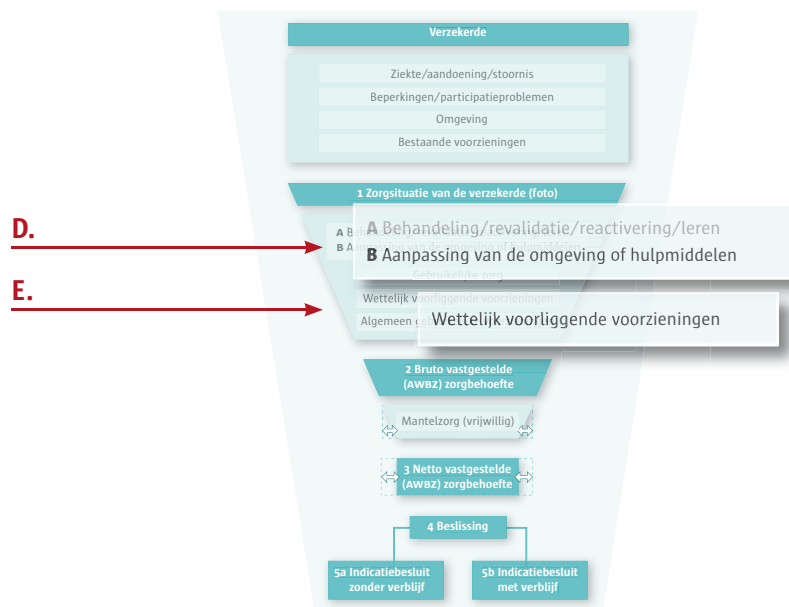 Verzekerde
Ziekte/aandoening/stoornis
Beperkingen/participatieproblemen
Omgeving
Bestaande voorzieningen
1 Zorgsituatie van de verzekerde (foto)
D.
A Behandeling/revalidatie/reactivering/leren
B Aanpassing van de omgeving of hulpmiddelen
Gebruikelijke zorg
E.
Wettelijk voorliggende voorzieningen
Wettelijk voorliggende voorzieningen
Algemeen
2 Bruto vastgestelde
(AWBZ) zorgbehoefte
Mantelzorg (vrijwillig)
3 Netto vastgestelde
(AWBZ) zorgbehoefte
4 Beslissing
5a Indicatiebesluit
zonder verblijf
5b Indicatiebesluit
met verblijf